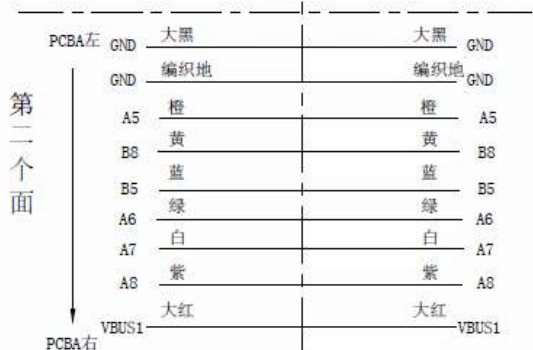 PCBA左 GND 大黑 大黑 GND
GND 编织地 编织地 GND
A5 橙 橙 A5
B8 黄 黄 B8
B5 蓝 蓝 B5
A6 绿 绿 A6
A7 白 白 A7
A8 紫 紫 A8
VBUS1 大红 大红 VBUS1
PCBA右
第二个面